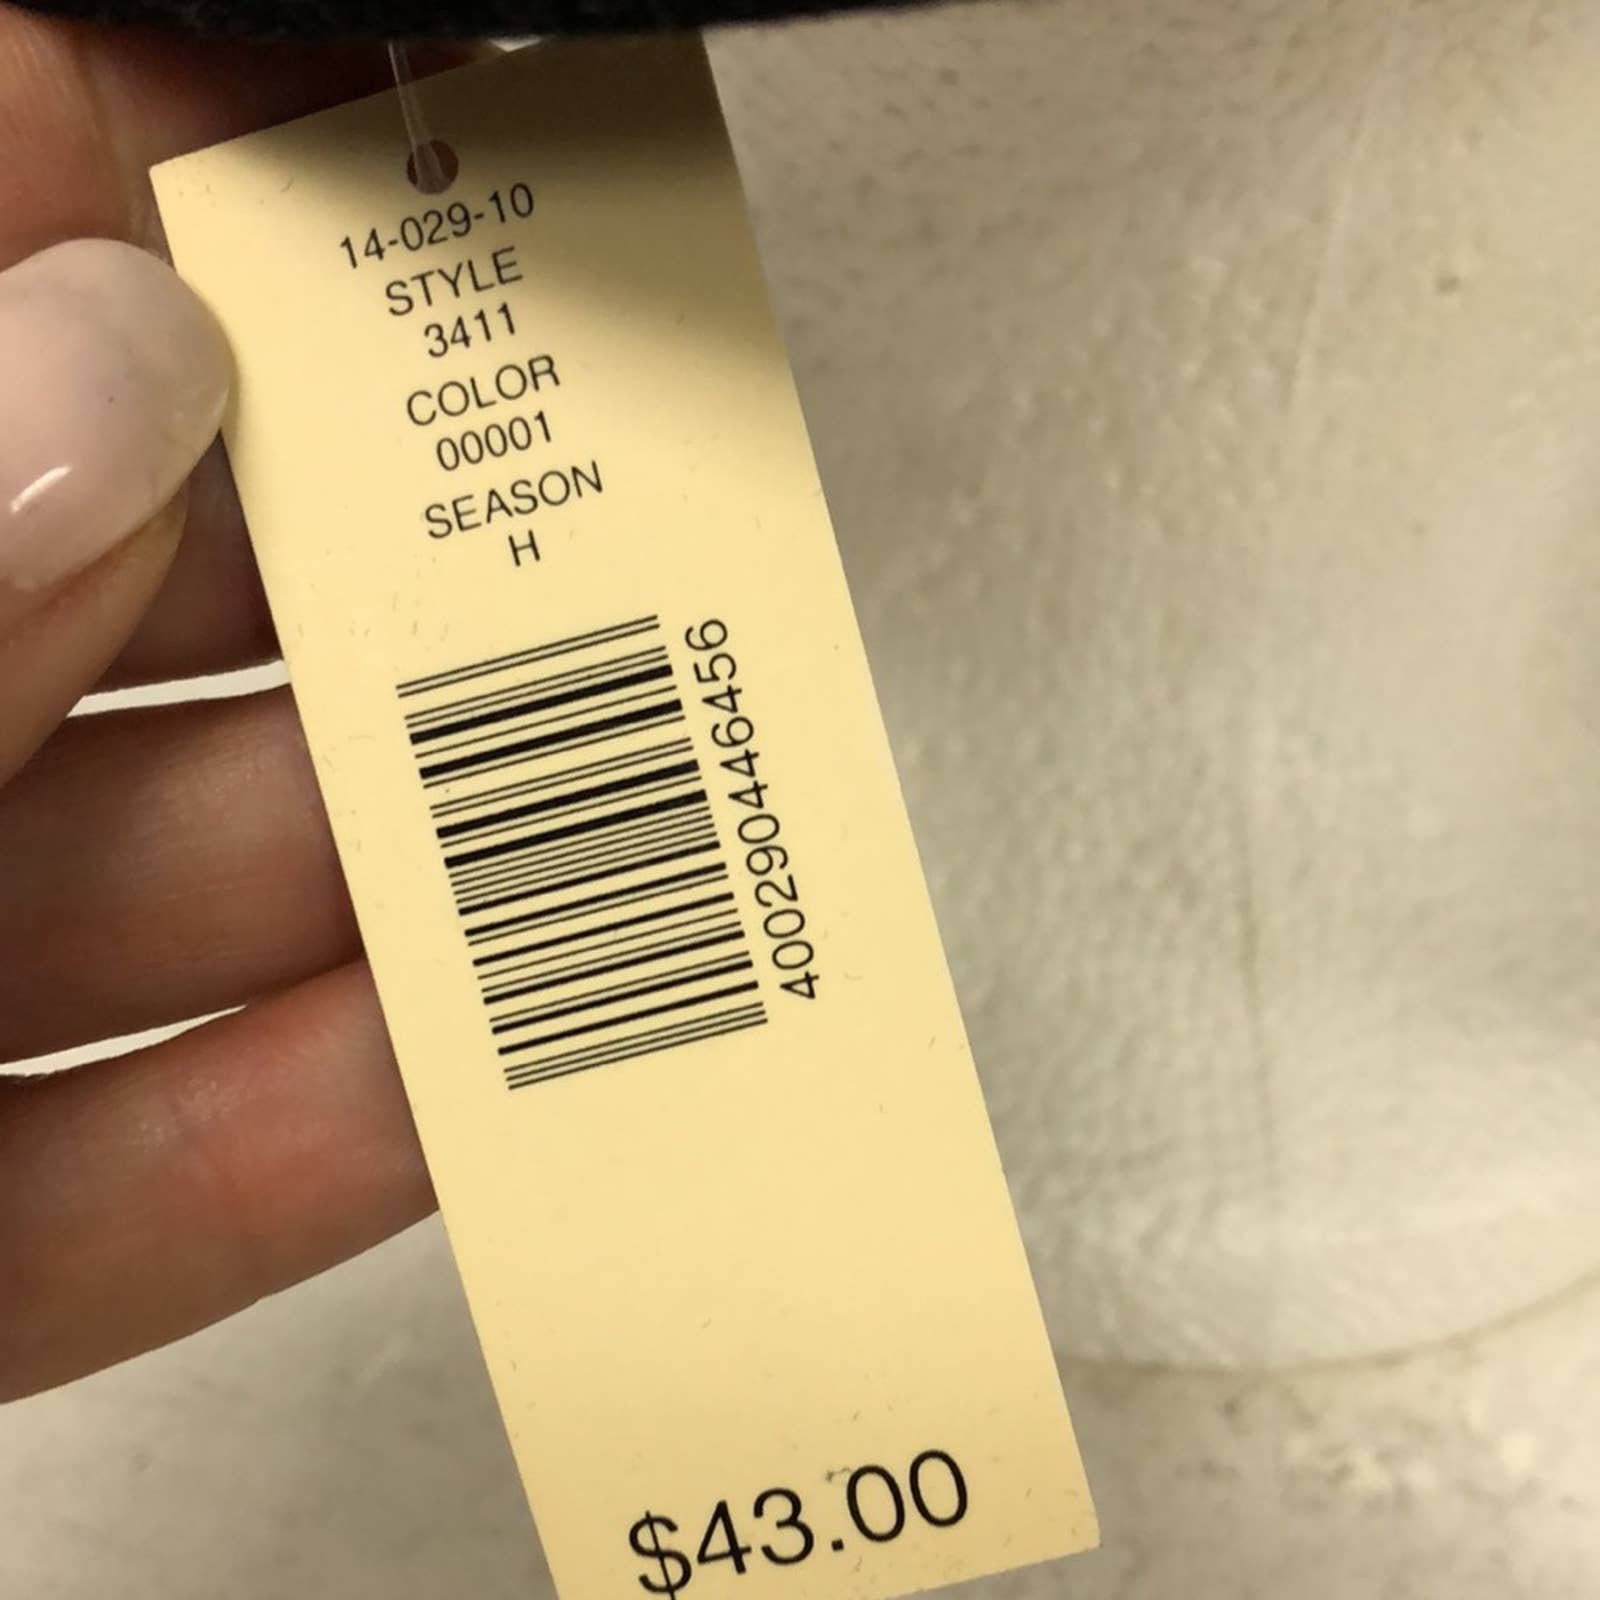 14-029-10
STYLE
3411
COLOR
00001
SEASON
H
400290446456
$43.00